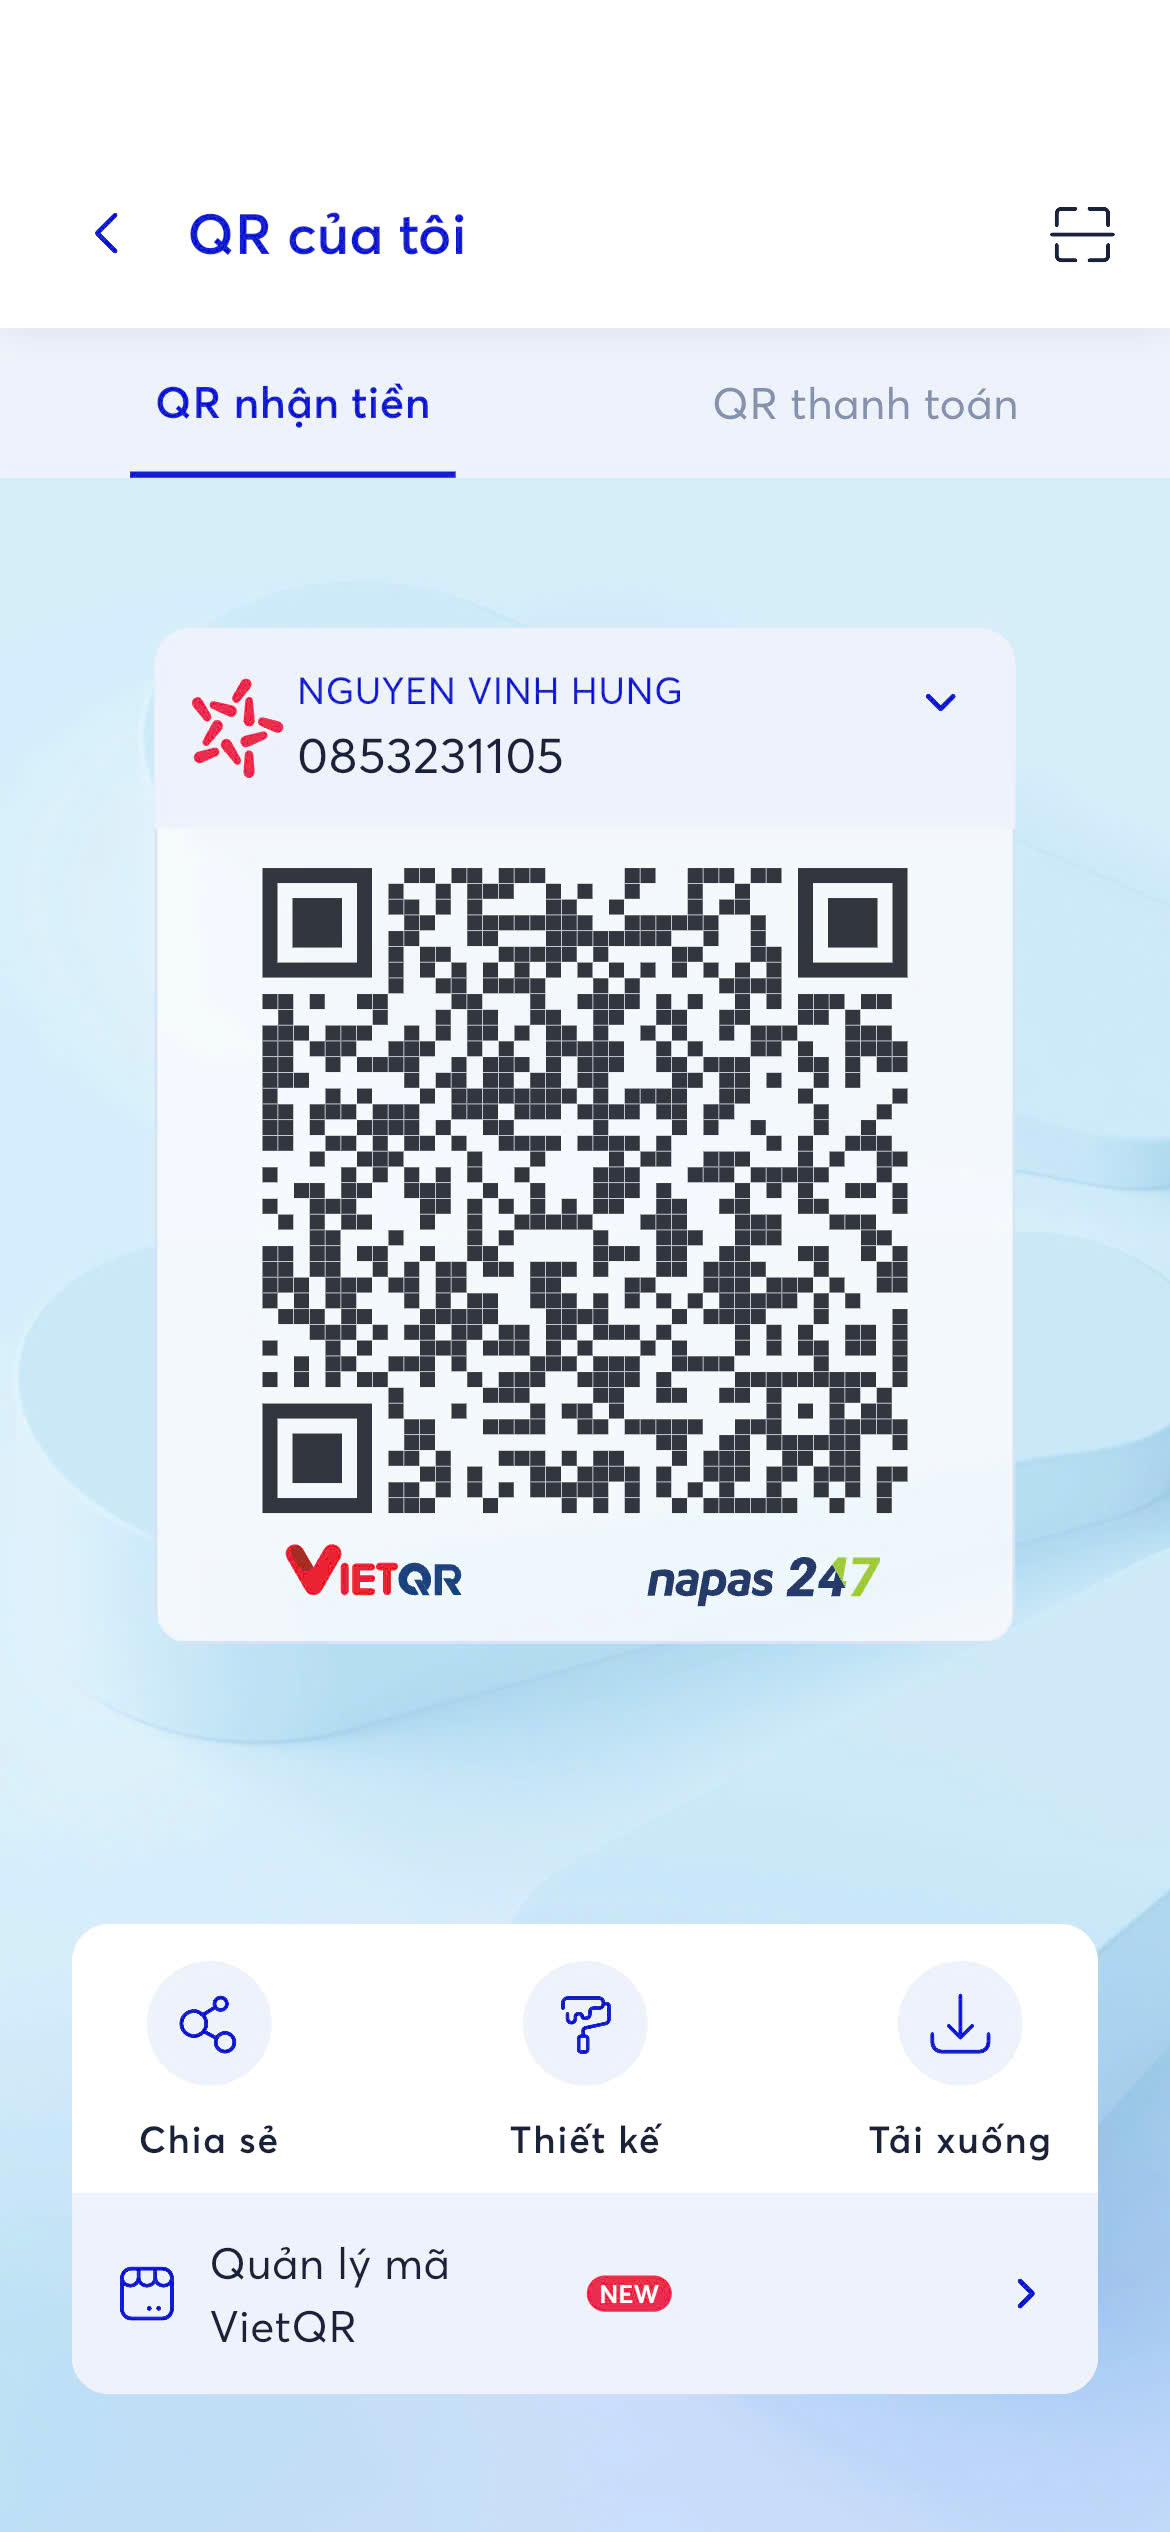 QR của tôi
QR nhận tiền
QR thanh toán
NGUYEN VINH HUNG
0853231105
VIETQR
napas 247
Chia sẻ
Thiết kế
Tải xuống
Quản lý mã
VietQR
NEW